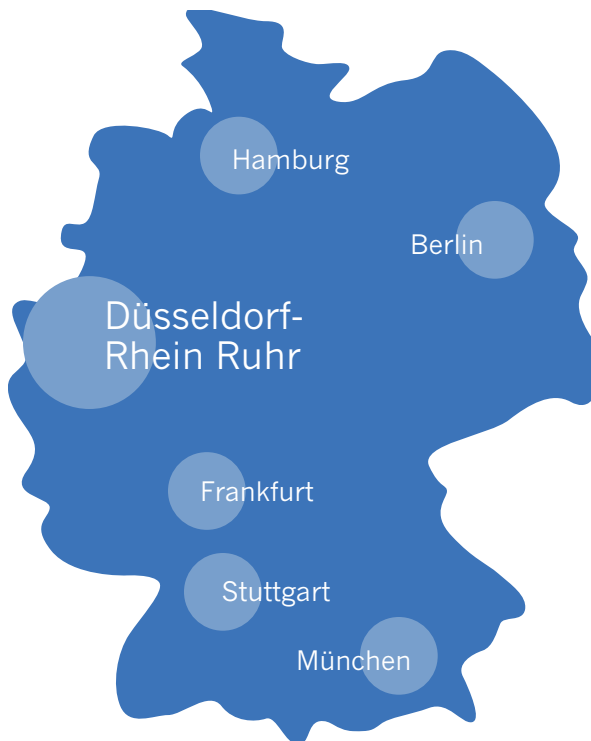 Hamburg
Berlin
Düsseldorf-
Rhein Ruhr
Frankfurt
Stuttgart
München